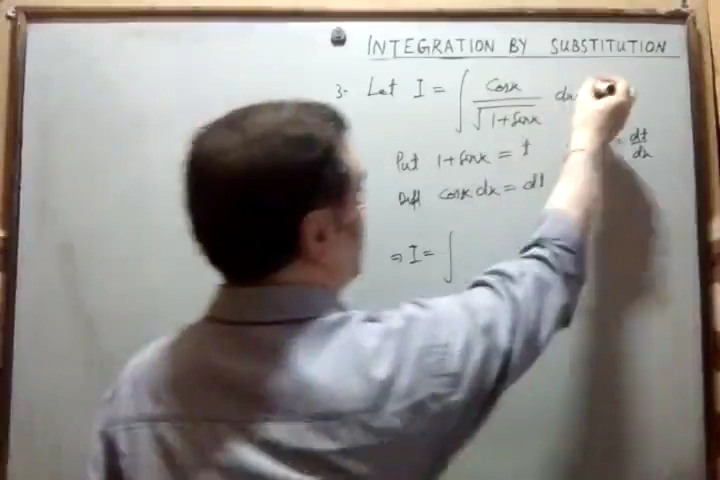 INTEGRATION BY SUBSTITUTION
3. Let I = ∫ Cosx / √1+Sinx dx
Put 1+Sinx = t
= dt/dx
Diff Cosx dx = dt
⇒ I = ∫